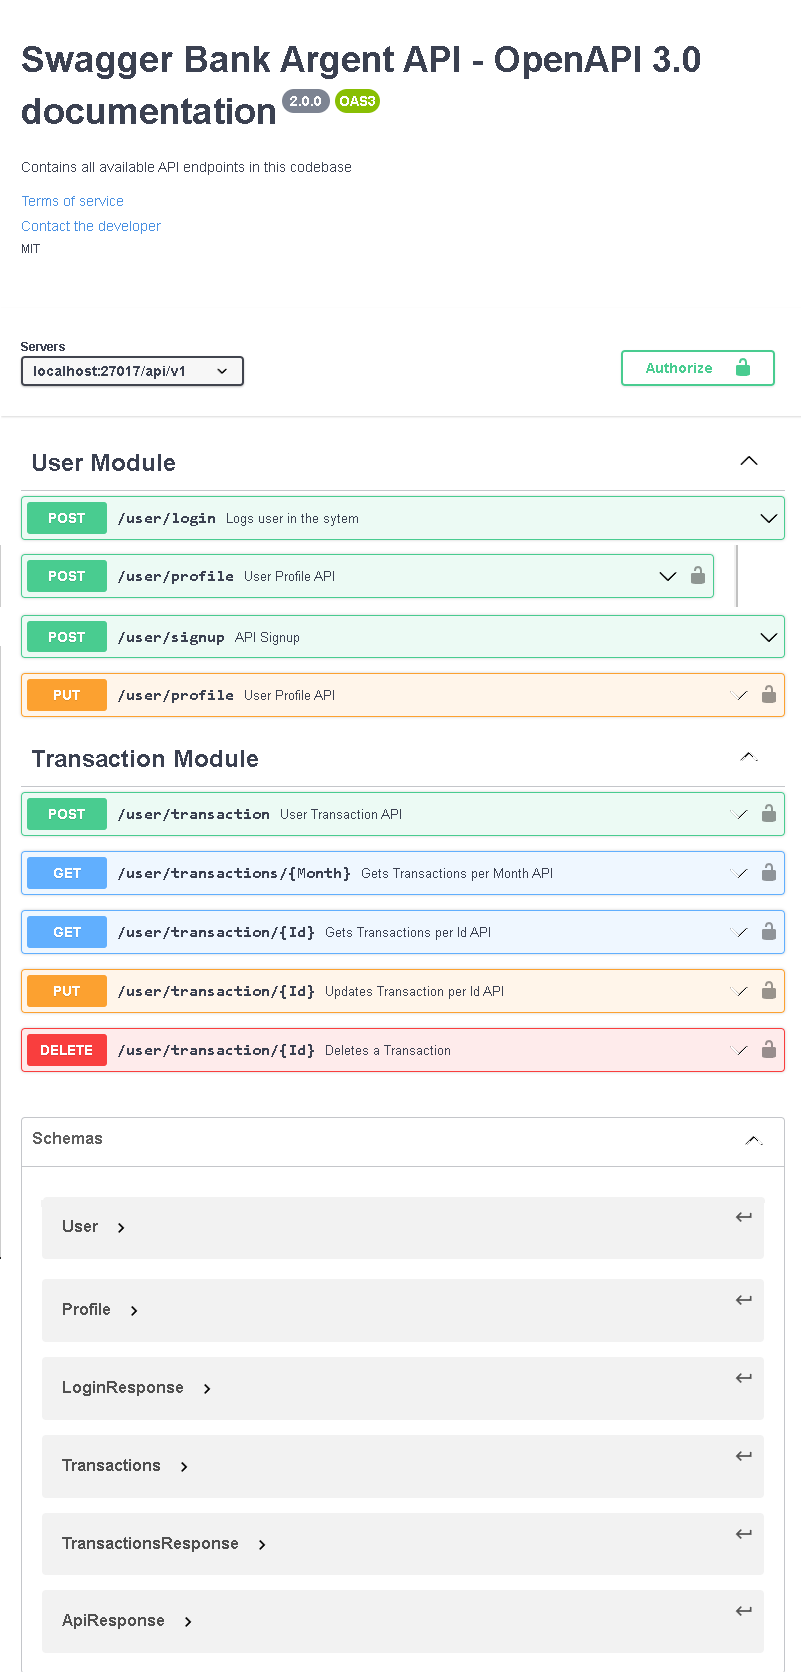 Swagger Bank Argent API - OpenAPI 3.0
documentation 2.0.0 OAS3
Contains all available API endpoints in this codebase
Terms of service
Contact the developer
MIT
Servers
localhost:27017/api/v1
Authorize
User Module
POST /user/login Logs user in the sytem
POST /user/profile User Profile API
POST /user/signup API Signup
PUT /user/profile User Profile API
Transaction Module
POST /user/transaction User Transaction API
GET /user/transactions/{Month} Gets Transactions per Month API
GET /user/transaction/{Id} Gets Transactions per Id API
PUT /user/transaction/{Id} Updates Transaction per Id API
DELETE /user/transaction/{Id} Deletes a Transaction
Schemas
User
Profile
LoginResponse
Transactions
TransactionsResponse
ApiResponse